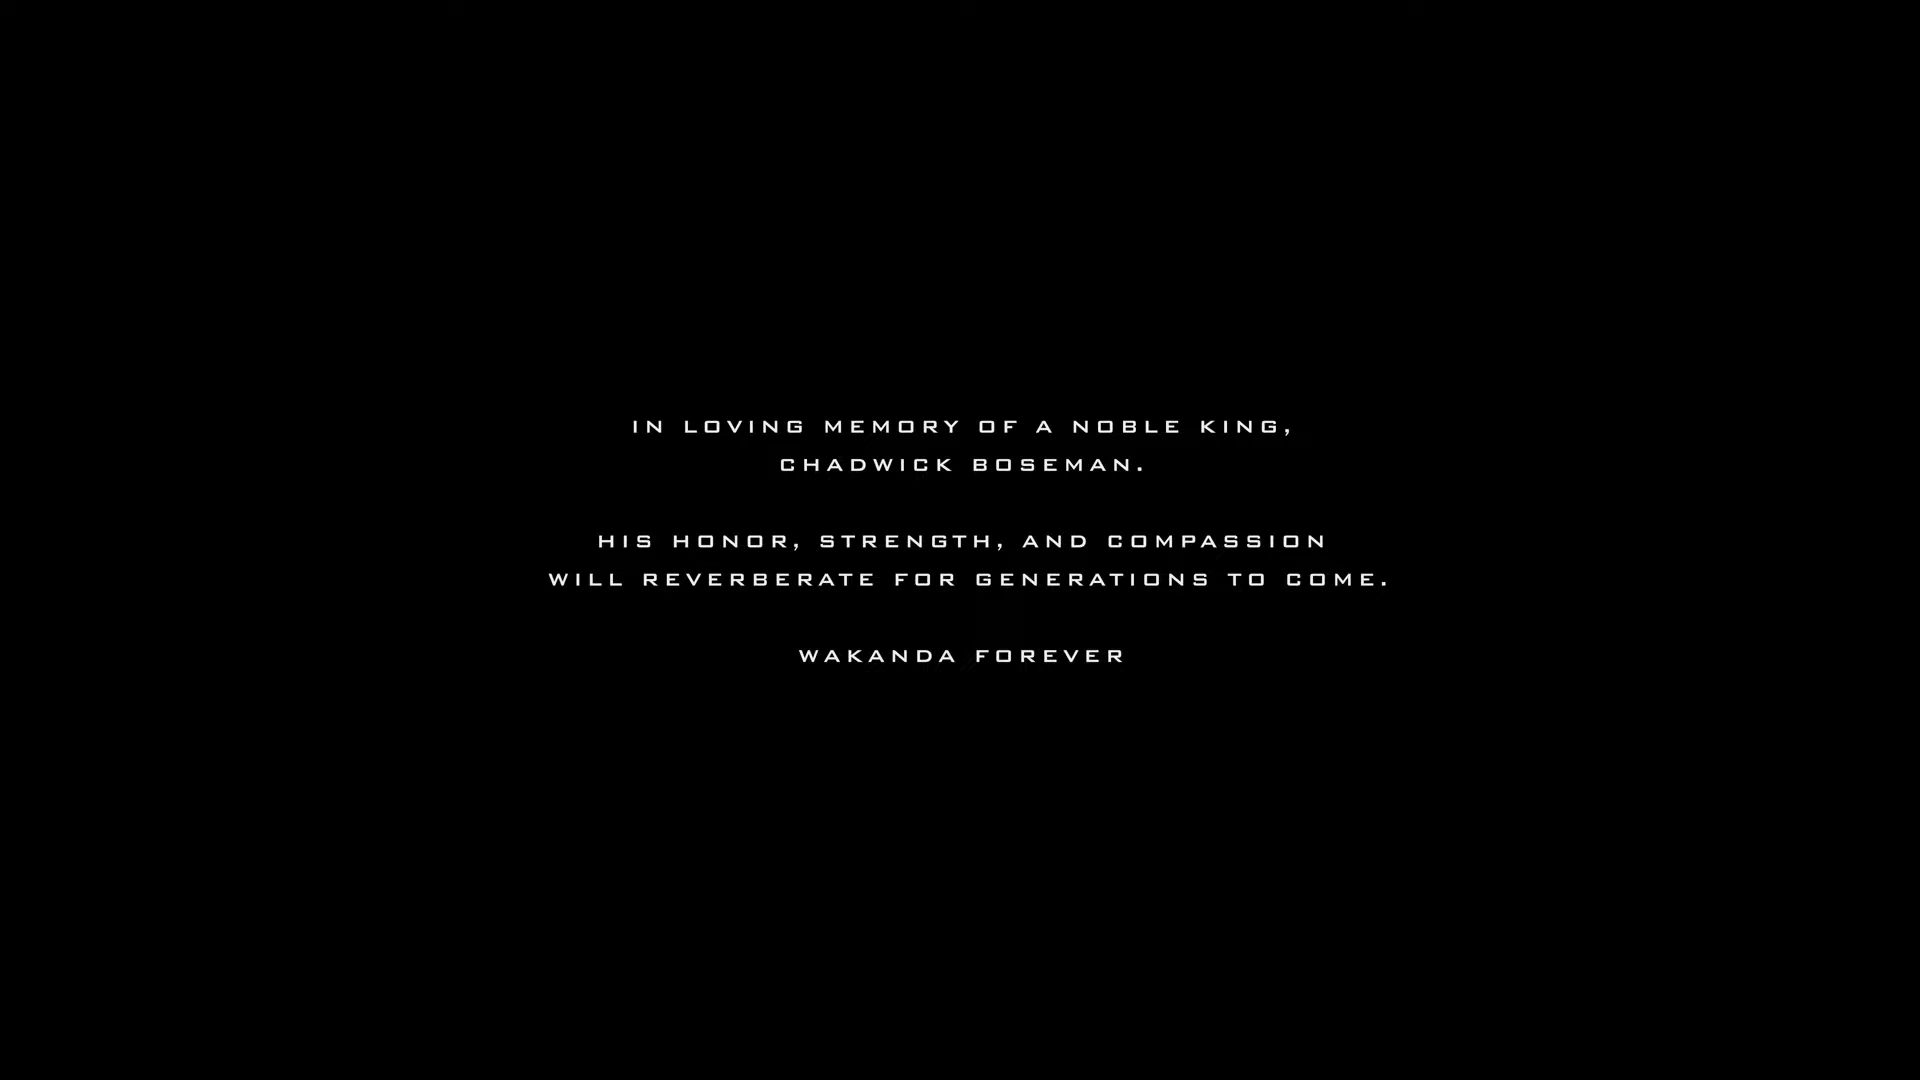 IN LOVING MEMORY OF A NOBLE KING,
CHADWICK BOSEMAN.
HIS HONOR, STRENGTH, AND COMPASSION
WILL REVERBERATE FOR GENERATIONS TO COME.
WAKANDA FOREVER